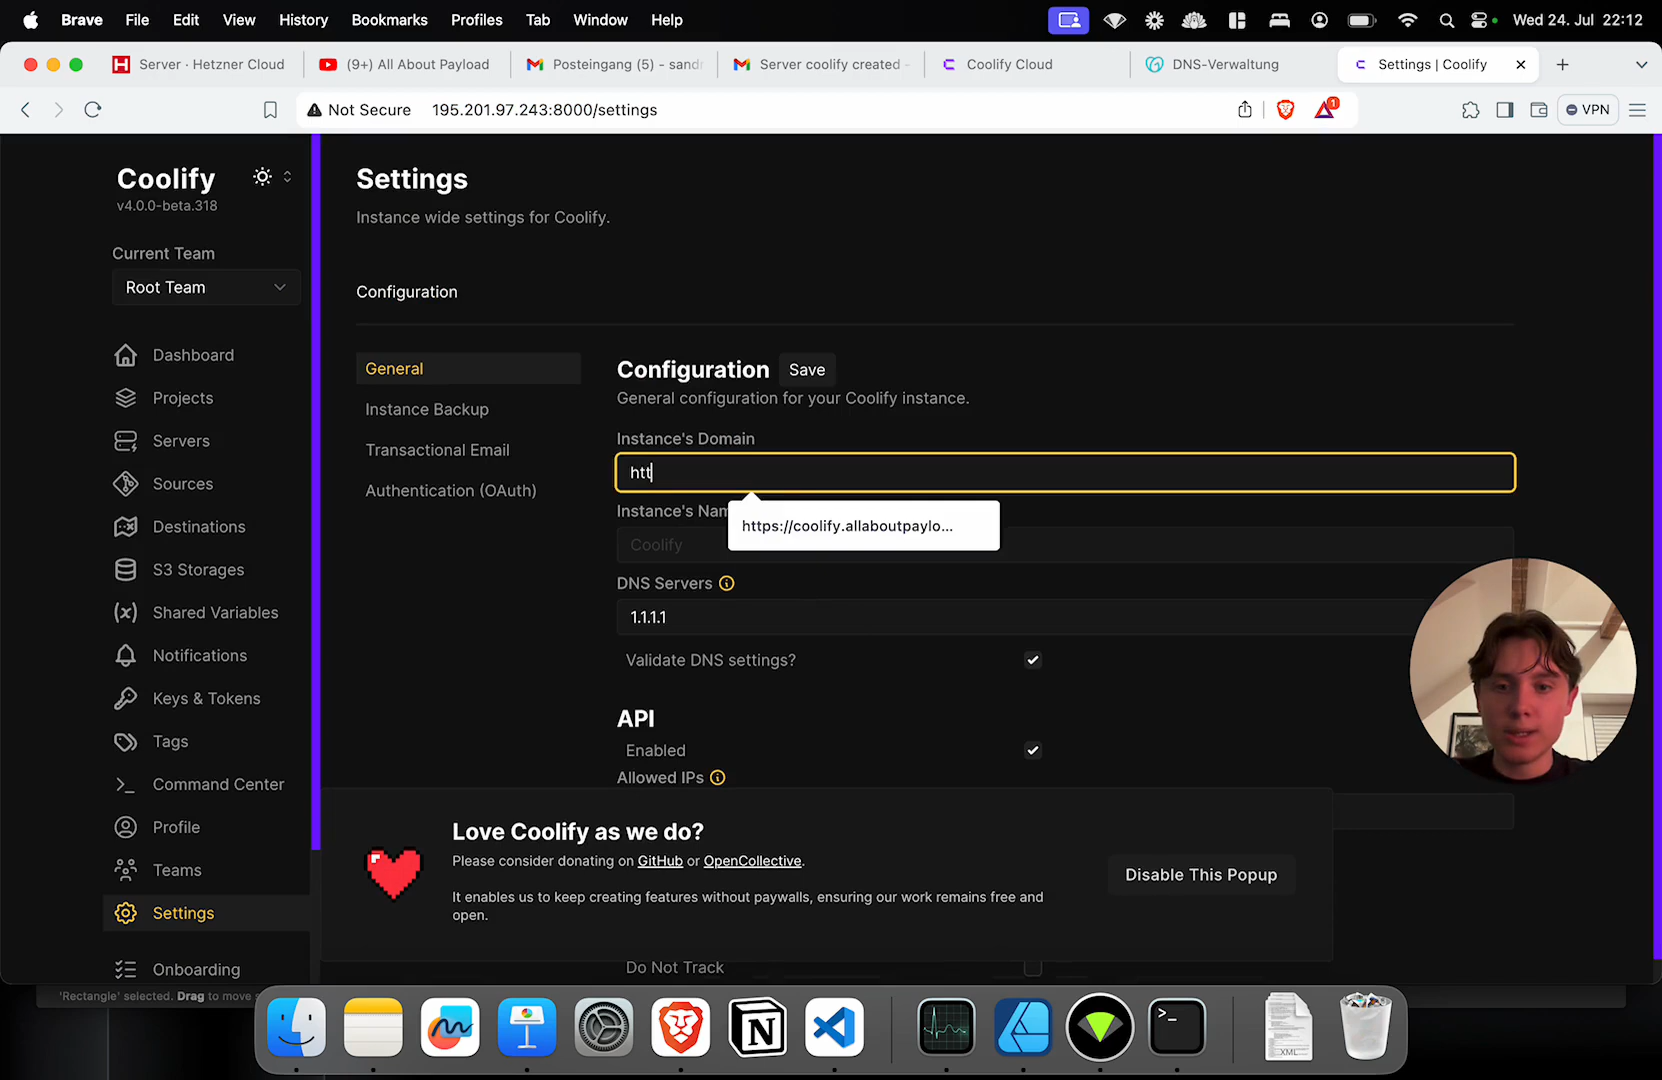 Brave File Edit View History Bookmarks Profiles Tab Window Help Wed 24. Jul 22:12
Server · Hetzner Cloud (9+) All About Payload Posteingang (5) - sandr Server coolify created - Coolify Cloud DNS-Verwaltung Settings | Coolify
Not Secure 195.201.97.243:8000/settings 1 VPN
Coolify
v4.0.0-beta.318
Current Team
Root Team
Dashboard
Projects
Servers
Sources
Destinations
S3 Storages
Shared Variables
Notifications
Keys & Tokens
Tags
Command Center
Profile
Teams
Settings
Onboarding
Settings
Instance wide settings for Coolify.
Configuration
General
Instance Backup
Transactional Email
Authentication (OAuth)
Configuration Save
General configuration for your Coolify instance.
Instance's Domain
htt
https://coolify.allaboutpaylo...
Instance's Nam
Coolify
DNS Servers
1.1.1.1
Validate DNS settings?
API
Enabled
Allowed IPs
Love Coolify as we do?
Please consider donating on GitHub or OpenCollective.
It enables us to keep creating features without paywalls, ensuring our work remains free and
open.
Disable This Popup
Do Not Track
'Rectangle' selected. Drag to move
XML